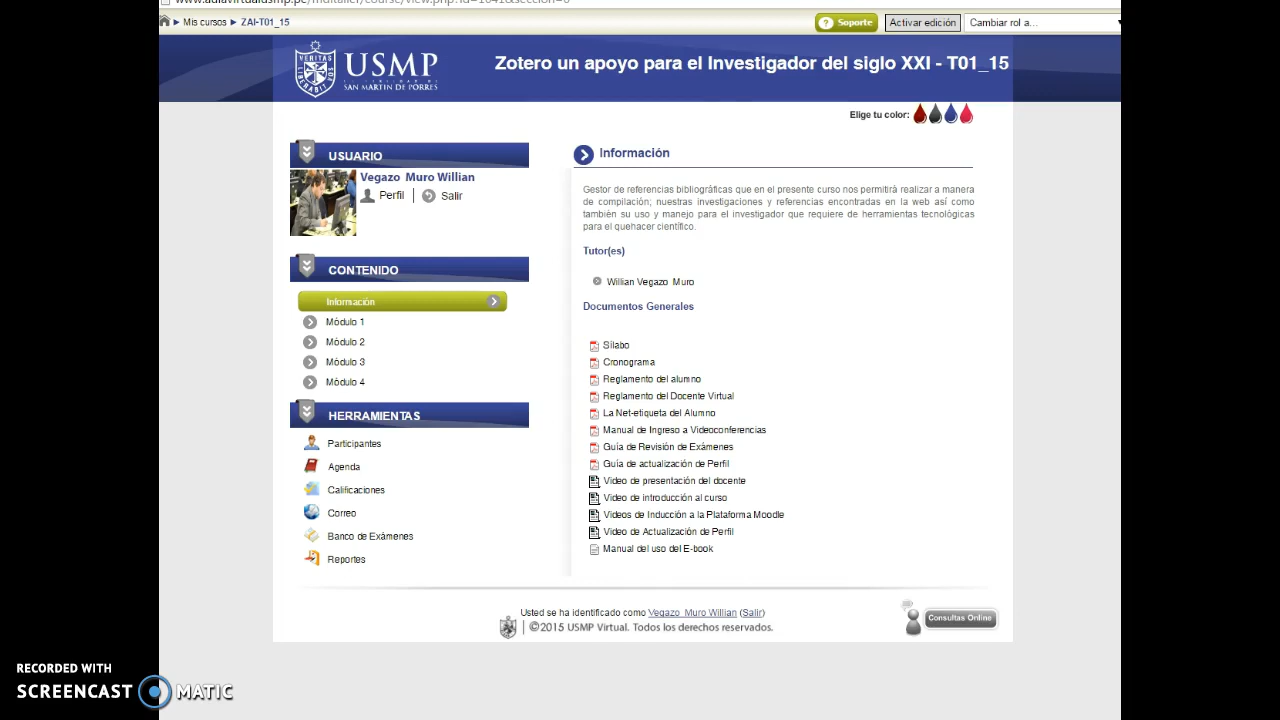 Mis cursos ► ZAI-T01_15
Soporte
Activar edición
Cambiar rol a...
USMP
UNIVERSIDAD DE
SAN MARTIN DE PORRES
Zotero un apoyo para el Investigador del siglo XXI - T01_15
Elige tu color:
USUARIO
Vegazo Muro Willian
Perfil
Salir
CONTENIDO
Información
Módulo 1
Módulo 2
Módulo 3
Módulo 4
HERRAMIENTAS
Participantes
Agenda
Calificaciones
Correo
Banco de Exámenes
Reportes
Información
Gestor de referencias bibliográficas que en el presente curso nos permitirá realizar a manera
de compilación; nuestras investigaciones y referencias encontradas en la web así como
también su uso y manejo para el investigador que requiere de herramientas tecnológicas
para el quehacer científico.
Tutor(es)
Willian Vegazo Muro
Documentos Generales
Sílabo
Cronograma
Reglamento del alumno
Reglamento del Docente Virtual
La Net-etiqueta del Alumno
Manual de Ingreso a Videoconferencias
Guía de Revisión de Exámenes
Guía de actualización de Perfil
Video de presentación del docente
Video de introducción al curso
Videos de Inducción a la Plataforma Moodle
Video de Actualización de Perfil
Manual del uso del E-book
Usted se ha identificado como Vegazo Muro Willian (Salir)
©2015 USMP Virtual. Todos los derechos reservados.
Consultas Online
RECORDED WITH
SCREENCAST MATIC